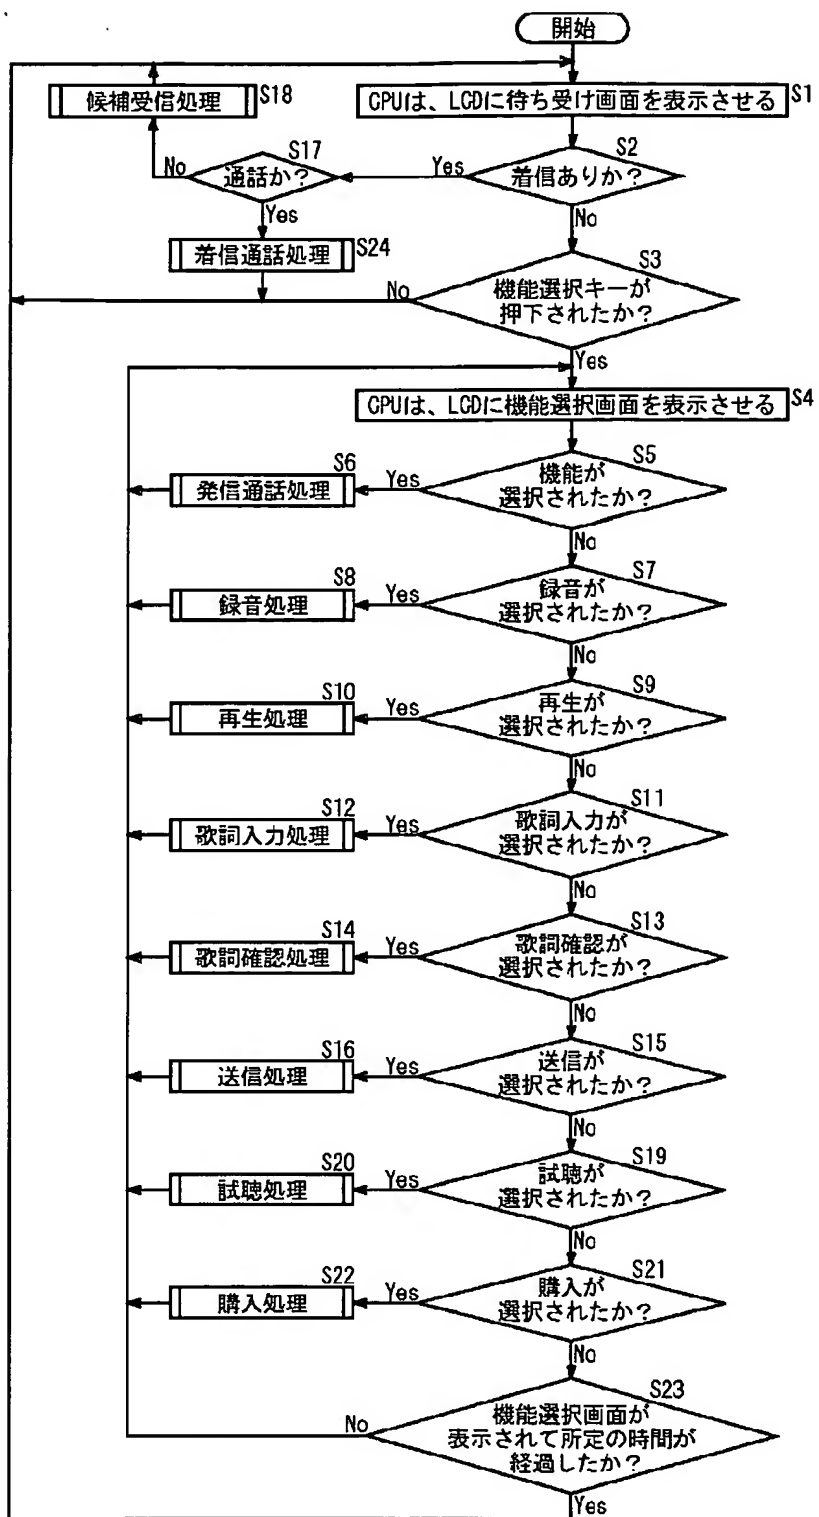 開始
CPUは、LCDに待ち受け画面を表示させる
S1
候補受信処理
S18
S2
着信ありか?
Yes
No
S17
通話か?
No
Yes
着信通話処理
S24
S3
機能選択キーが
押下されたか?
No
Yes
CPUは、LCDに機能選択画面を表示させる
S4
S5
機能が
選択されたか?
Yes
S6
発信通話処理
No
S7
録音が
選択されたか?
Yes
S8
録音処理
No
S9
再生が
選択されたか?
Yes
S10
再生処理
No
S11
歌詞入力が
選択されたか?
Yes
S12
歌詞入力処理
No
S13
歌詞確認が
選択されたか?
Yes
S14
歌詞確認処理
No
S15
送信が
選択されたか?
Yes
S16
送信処理
No
S19
試聴が
選択されたか?
Yes
S20
試聴処理
No
S21
購入が
選択されたか?
Yes
S22
購入処理
No
S23
機能選択画面が
表示されて所定の時間が
経過したか?
No
Yes